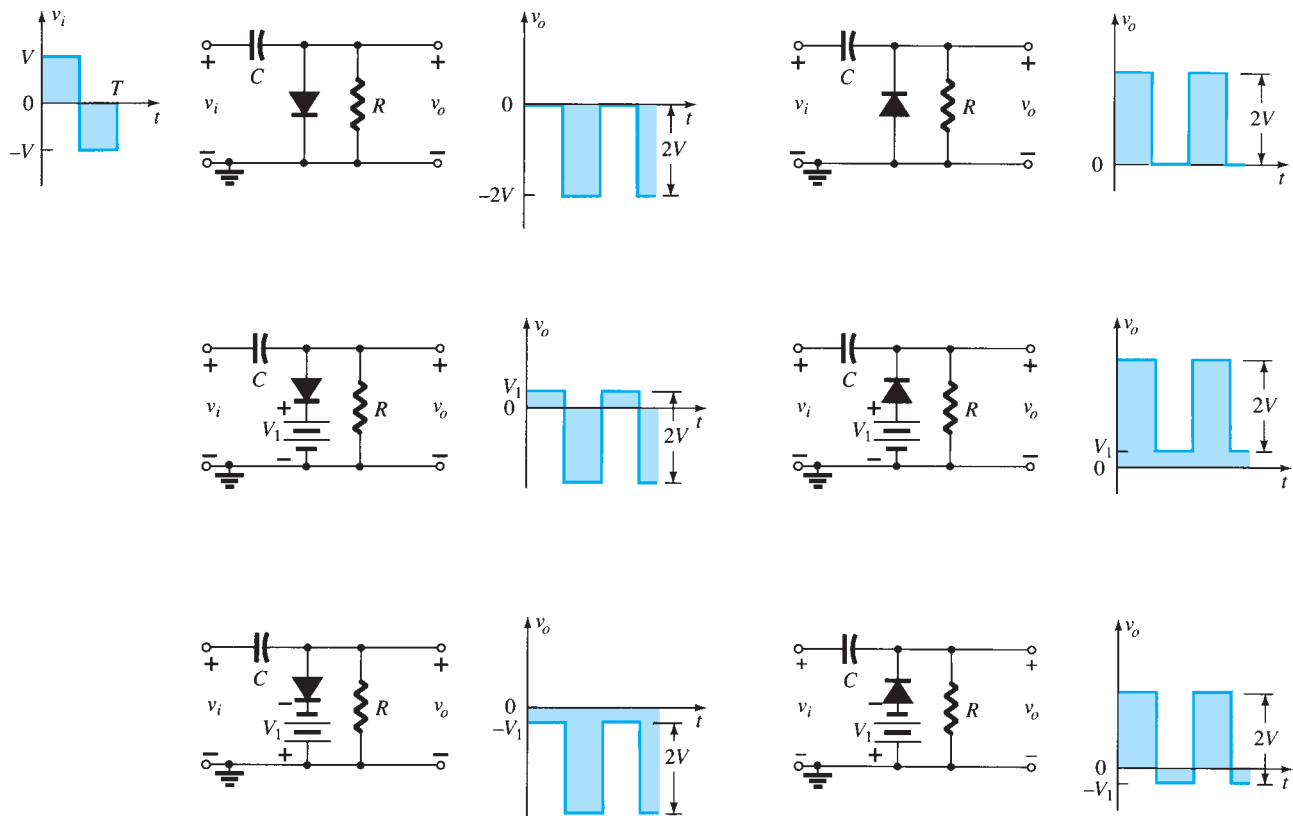 v_i
V
0
-V
T
t
+
C
+
v_i
R
v_o
-
-
v_o
0
t
2V
-2V
+
C
+
v_i
R
v_o
-
-
v_o
2V
0
t
+
C
+
v_i
+
V_1
-
R
v_o
-
-
v_o
V_1
0
t
2V
+
C
+
v_i
+
V_1
-
R
v_o
-
-
v_o
2V
V_1
0
t
+
C
+
v_i
-
V_1
+
R
v_o
-
-
v_o
0
t
-V_1
2V
+
C
+
v_i
-
V_1
+
R
v_o
-
-
v_o
2V
0
t
-V_1